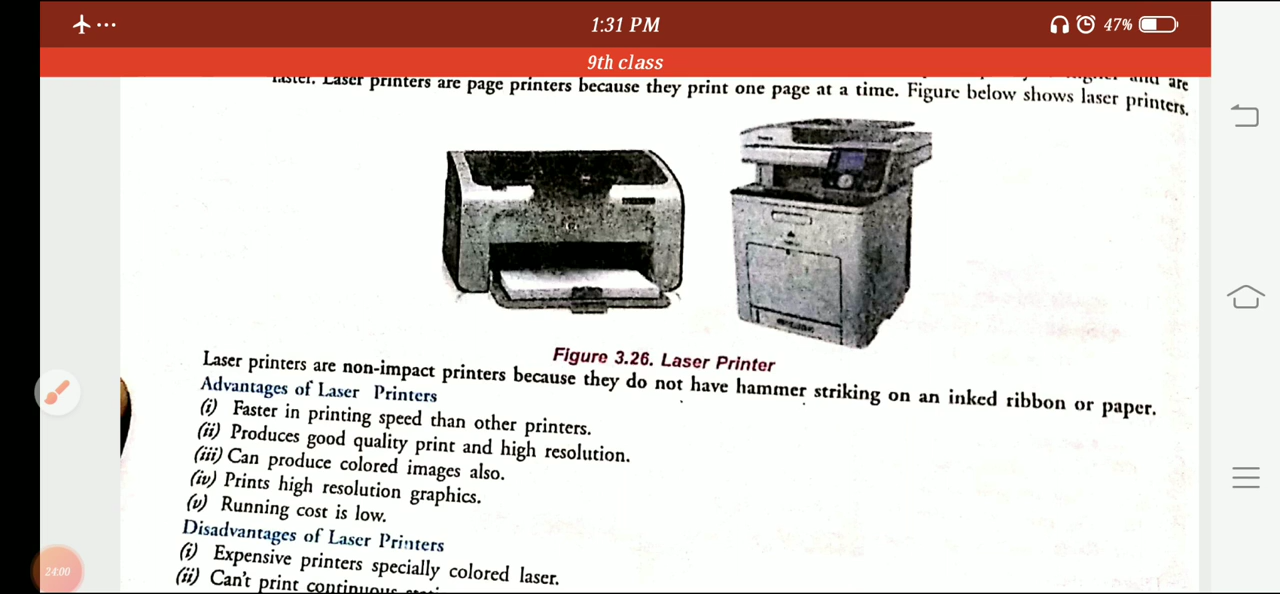 1:31 PM
47%
9th class
faster. Laser printers are page printers because they print one page at a time. Figure below shows laser printers.
and are
Figure 3.26. Laser Printer
Laser printers are non-impact printers because they do not have hammer striking on an inked ribbon or paper.
Advantages of Laser Printers
(i) Faster in printing speed than other printers.
(ii) Produces good quality print and high resolution.
(iii) Can produce colored images also.
(iv) Prints high resolution graphics.
(v) Running cost is low.
Disadvantages of Laser Printers
(i) Expensive printers specially colored laser.
(ii) Can't print continuous
24:00